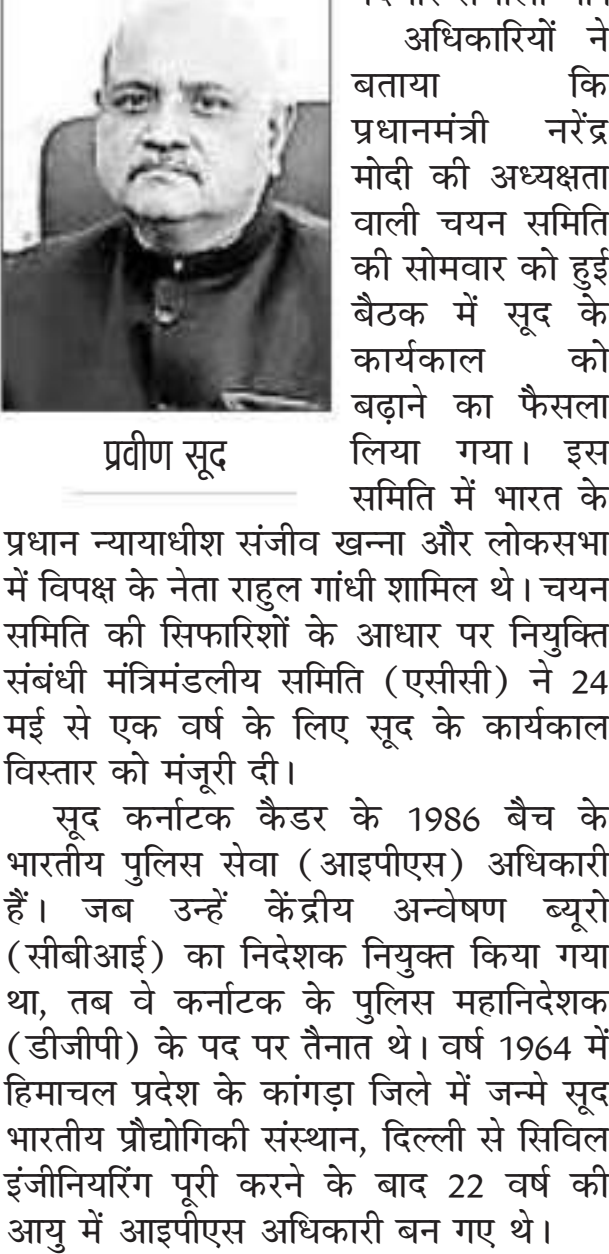 अधिकारियों ने
बताया कि
प्रधानमंत्री नरेंद्र
मोदी की अध्यक्षता
वाली चयन समिति
की सोमवार को हुई
बैठक में सूद के
कार्यकाल को
बढ़ाने का फैसला
लिया गया। इस
समिति में भारत के
प्रवीण सूद
प्रधान न्यायाधीश संजीव खन्ना और लोकसभा
में विपक्ष के नेता राहुल गांधी शामिल थे। चयन
समिति की सिफारिशों के आधार पर नियुक्ति
संबंधी मंत्रिमंडलीय समिति (एसीसी) ने 24
मई से एक वर्ष के लिए सूद के कार्यकाल
विस्तार को मंजूरी दी।
सूद कर्नाटक कैडर के 1986 बैच के
भारतीय पुलिस सेवा (आइपीएस) अधिकारी
हैं। जब उन्हें केंद्रीय अन्वेषण ब्यूरो
(सीबीआई) का निदेशक नियुक्त किया गया
था, तब वे कर्नाटक के पुलिस महानिदेशक
(डीजीपी) के पद पर तैनात थे। वर्ष 1964 में
हिमाचल प्रदेश के कांगड़ा जिले में जन्मे सूद
भारतीय प्रौद्योगिकी संस्थान, दिल्ली से सिविल
इंजीनियरिंग पूरी करने के बाद 22 वर्ष की
आयु में आइपीएस अधिकारी बन गए थे।